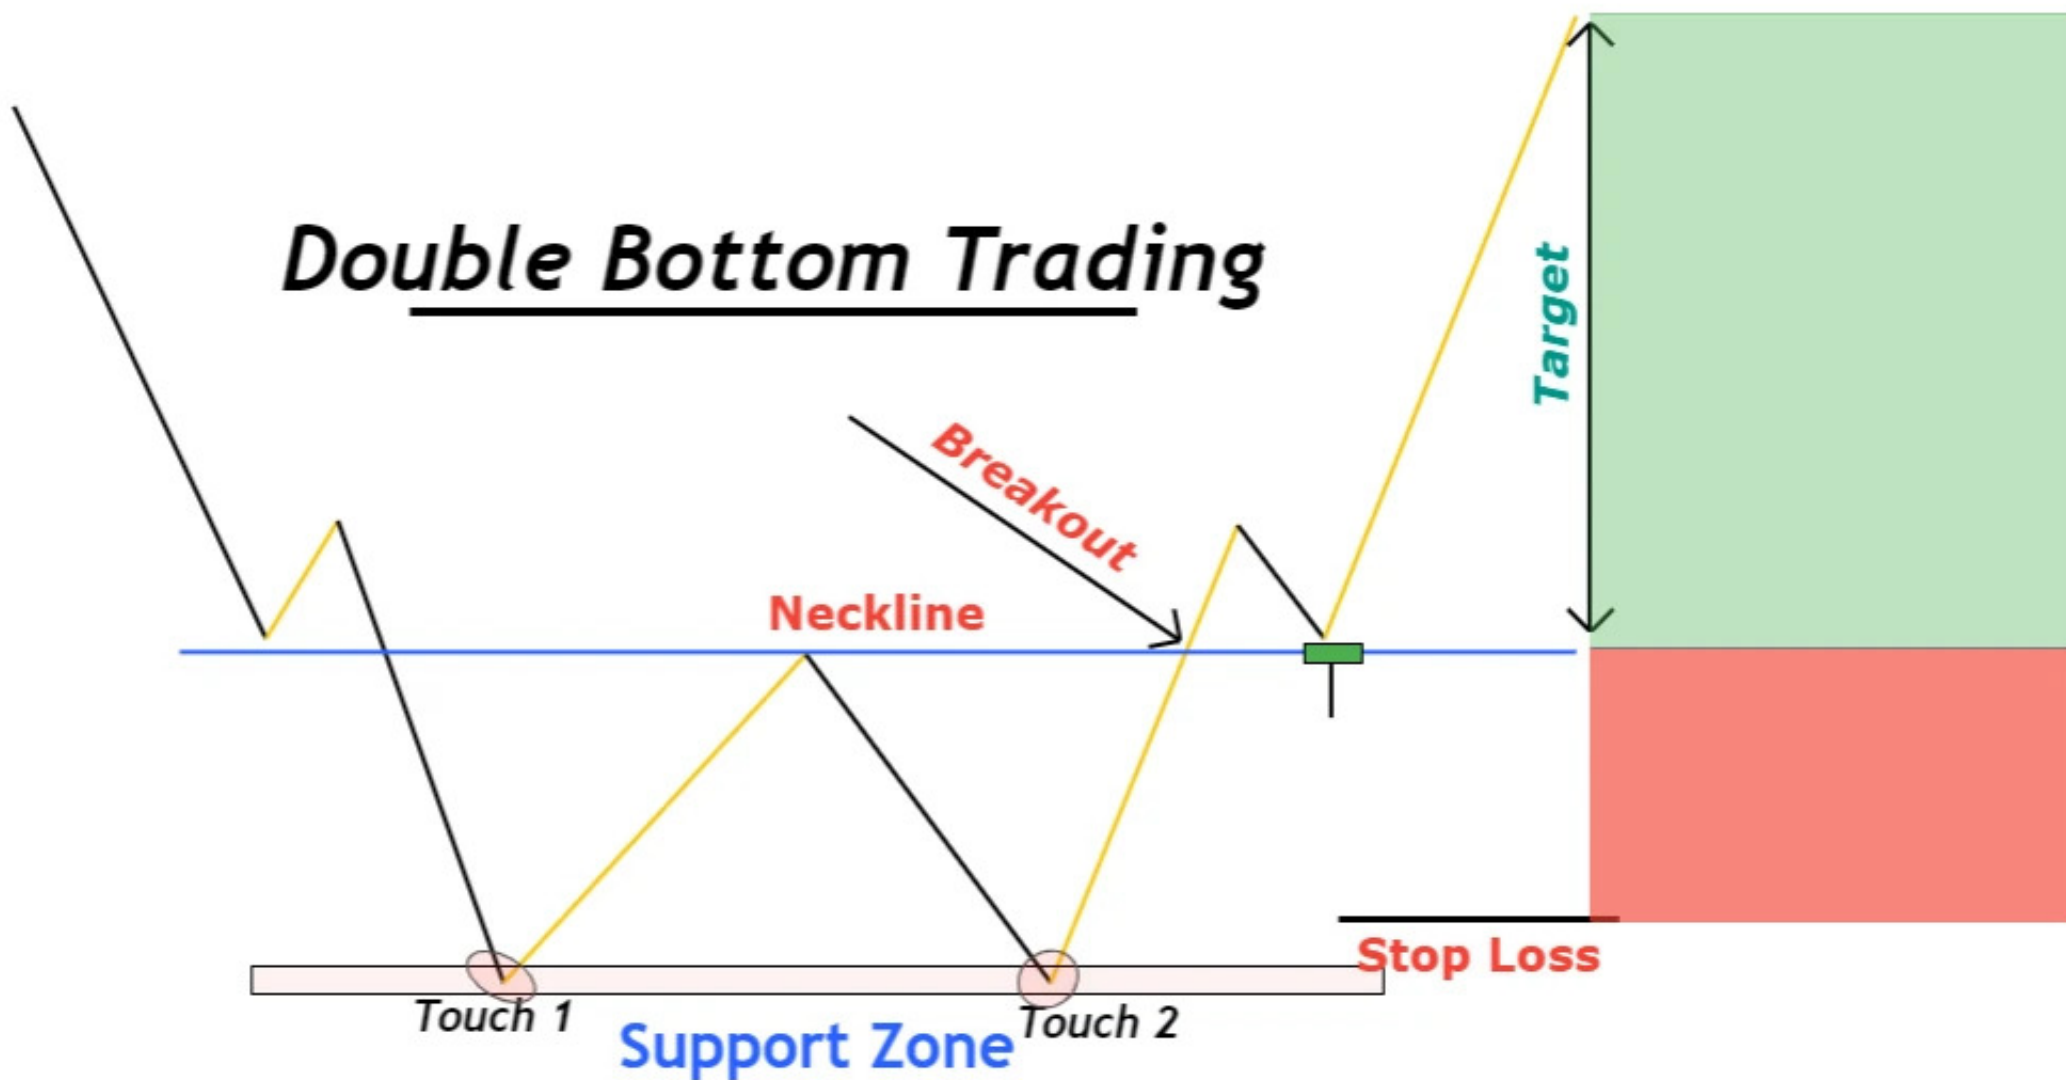 Double Bottom Trading
Target
Breakout
Neckline
Stop Loss
Touch 1
Touch 2
Support Zone